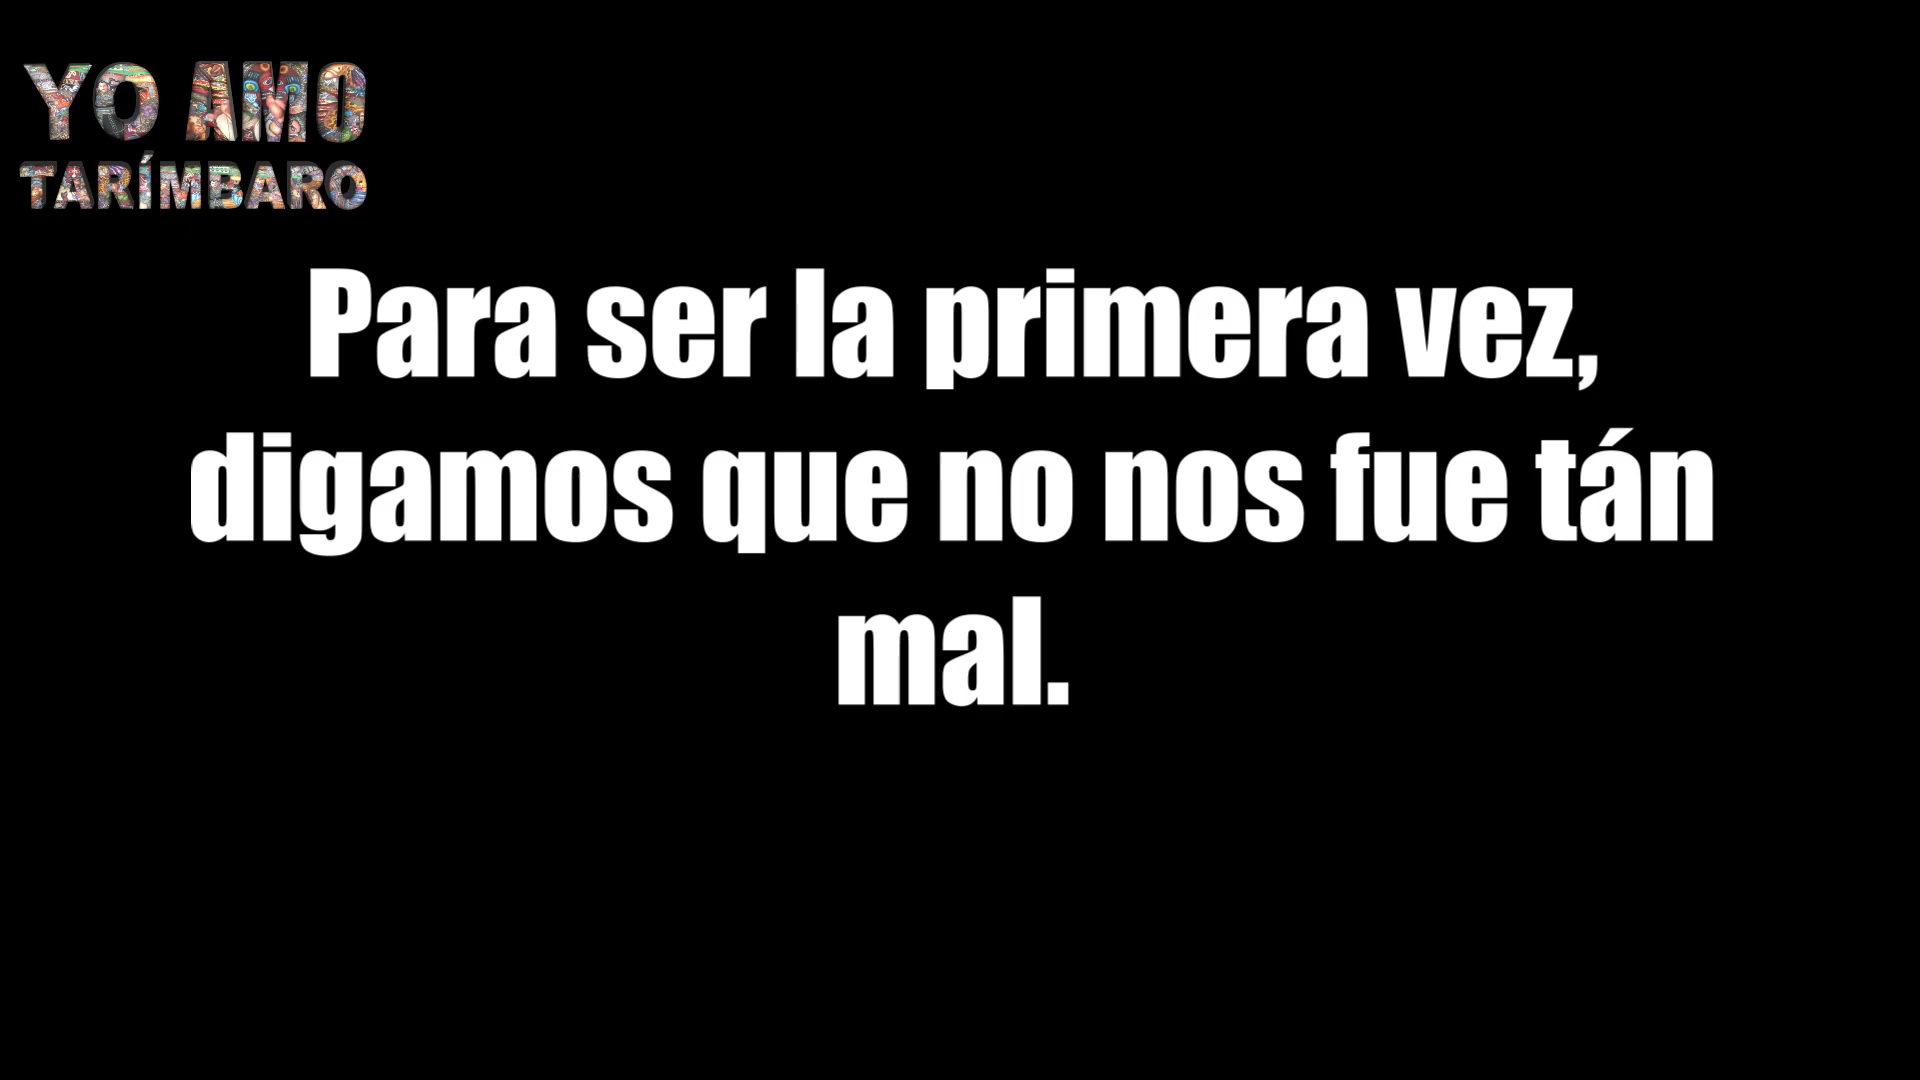 YO AMO
TARÍMBARO
Para ser la primera vez,
digamos que no nos fue tán
mal.